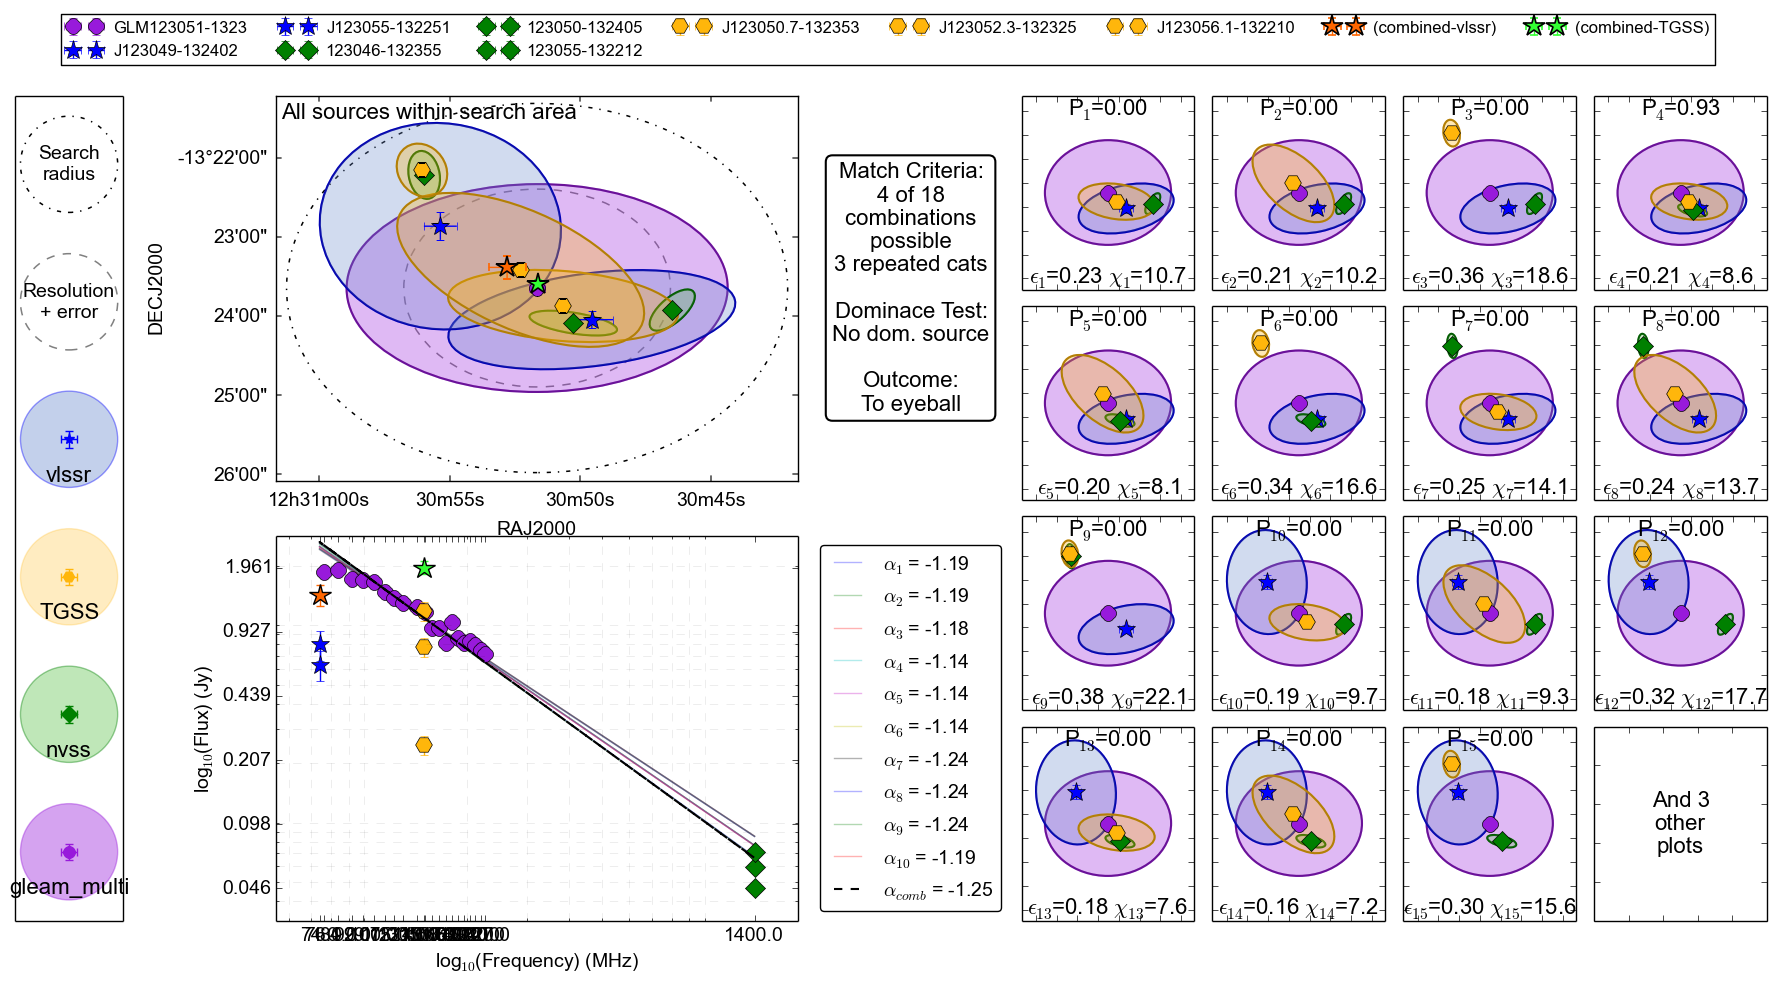 GLM123051-1323 J123055-132251 123050-132405 J123050.7-132353 J123052.3-132325 J123056.1-132210 (combined-vlssr) (combined-TGSS)
J123049-132402 123046-132355 123055-132212
Search
radius
Resolution
+ error
vlssr
TGSS
nvss
gleam_multi
All sources within search area
DECJ2000
-13°22'00"
23'00"
24'00"
25'00"
26'00"
12h31m00s 30m55s 30m50s 30m45s
RAJ2000
Match Criteria:
4 of 18
combinations
possible
3 repeated cats
Dominace Test:
No dom. source
Outcome:
To eyeball
log10(Flux) (Jy)
1.961
0.927
0.439
0.207
0.098
0.046
1400.0
log10(Frequency) (MHz)
α1 = -1.19
α2 = -1.19
α3 = -1.18
α4 = -1.14
α5 = -1.14
α6 = -1.14
α7 = -1.24
α8 = -1.24
α9 = -1.24
α10 = -1.19
αcomb = -1.25
P1=0.00 P2=0.00 P3=0.00 P4=0.93
ϵ1=0.23 χ1=10.7 ϵ2=0.21 χ2=10.2 ϵ3=0.36 χ3=18.6 ϵ4=0.21 χ4=8.6
P5=0.00 P6=0.00 P7=0.00 P8=0.00
ϵ5=0.20 χ5=8.1 ϵ6=0.34 χ6=16.6 ϵ7=0.25 χ7=14.1 ϵ8=0.24 χ8=13.7
P9=0.00 P10=0.00 P11=0.00 P12=0.00
ϵ9=0.38 χ9=22.1 ϵ10=0.19 χ10=9.7 ϵ11=0.18 χ11=9.3 ϵ12=0.32 χ12=17.7
P13=0.00 P14=0.00 P15=0.00
ϵ13=0.18 χ13=7.6 ϵ14=0.16 χ14=7.2 ϵ15=0.30 χ15=15.6
And 3
other
plots